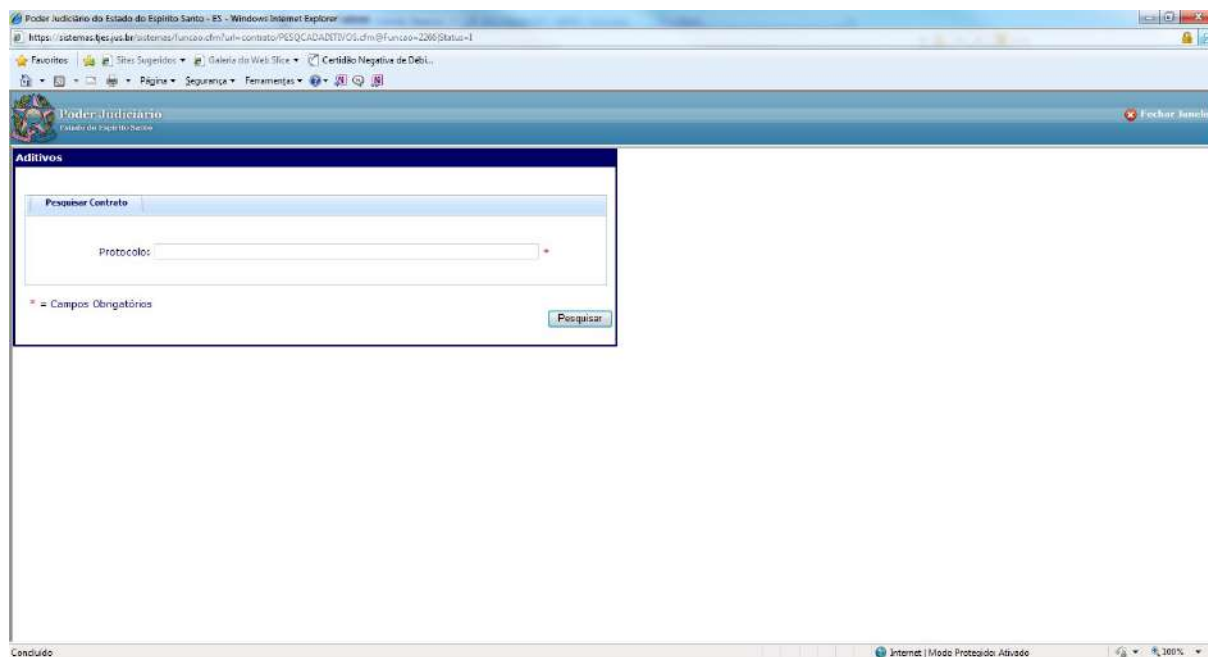 Poder Judiciário do Estado do Espírito Santo - ES - Windows Internet Explorer
https://sistemas.tjes.jus.br/sistemas/funcao.cfm?url=contrato/PESQCADADITIVOS.cfm@Funcao=2266|Status=1
Favoritos Sites Sugeridos Galeria do Web Slice Certidão Negativa de Débi...
Página Segurança Ferramentas
Poder Judiciário
Fechar Janela
Estado do Espírito Santo
Aditivos
Pesquisar Contrato
Protocolo: *
* = Campos Obrigatórios
Pesquisar
Concluído Internet | Modo Protegido: Ativado 100%